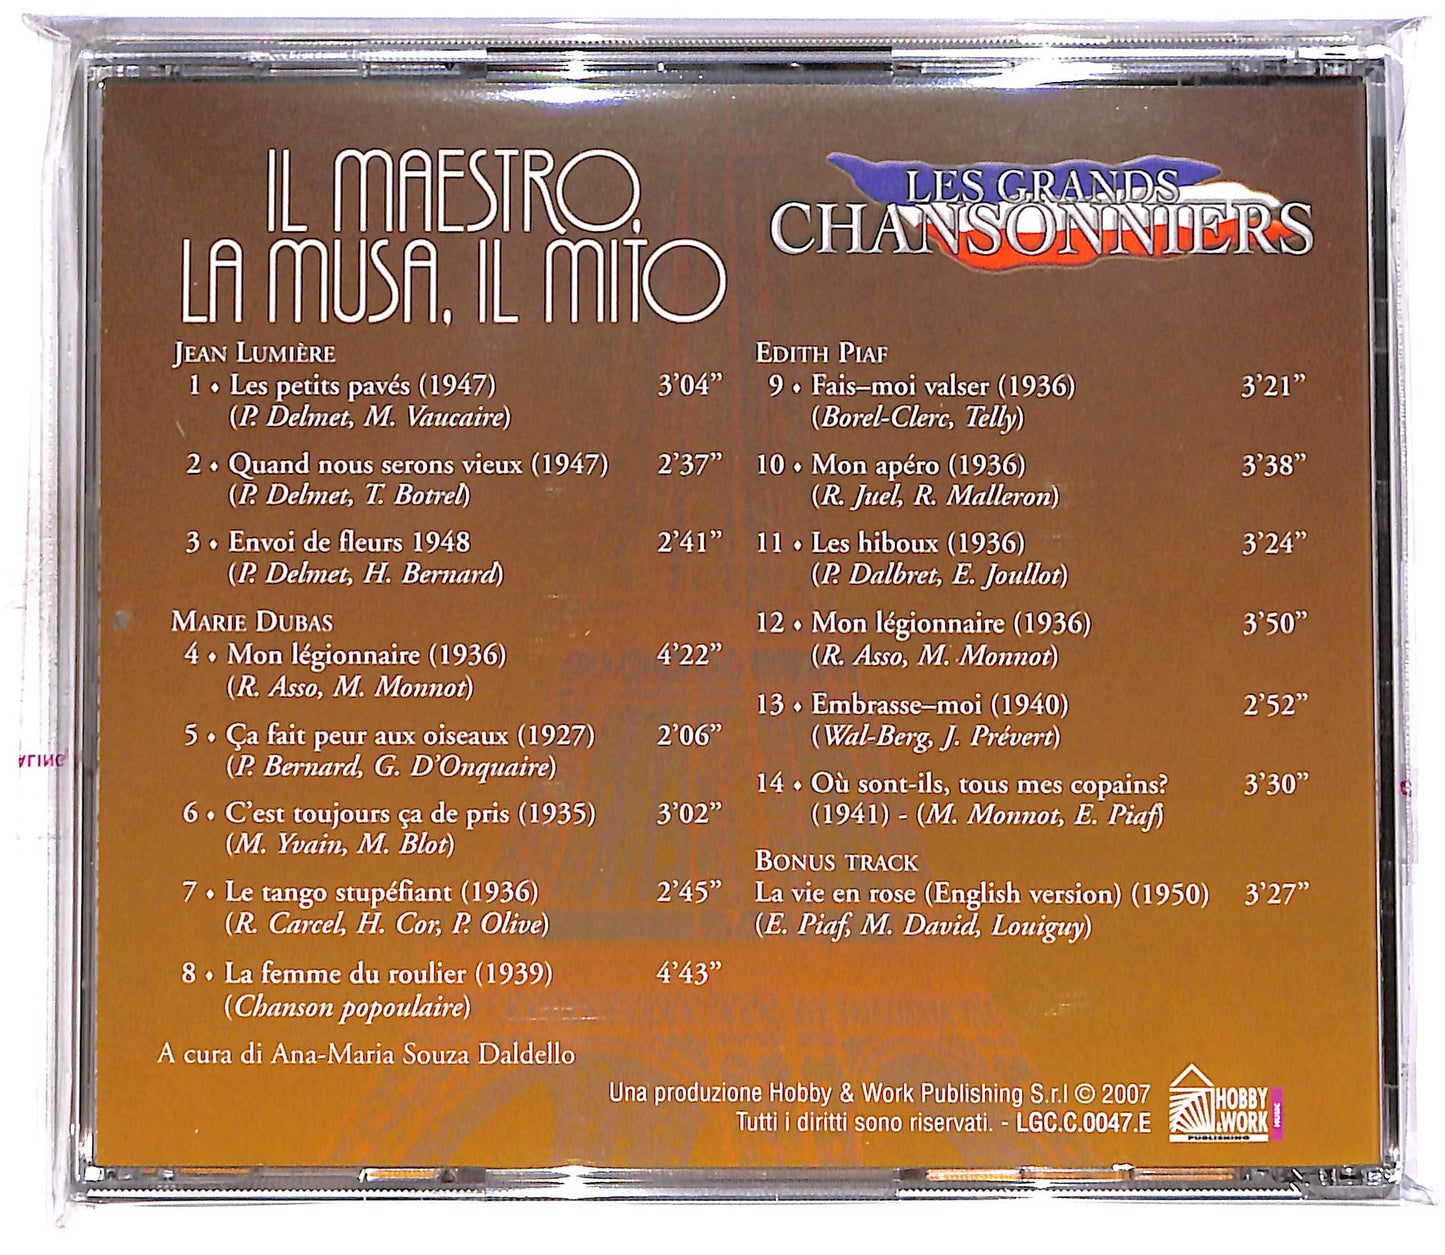 IL MAESTRO,
LA MUSA, IL MITO
LES GRANDS
CHANSONNIERS
JEAN LUMIÈRE
1 ♦ Les petits pavés (1947) 3’04”
(P. Delmet, M. Vaucaire)
2 ♦ Quand nous serons vieux (1947) 2’37”
(P. Delmet, T. Botrel)
3 ♦ Envoi de fleurs 1948 2’41”
(P. Delmet, H. Bernard)
MARIE DUBAS
4 ♦ Mon légionnaire (1936) 4’22”
(R. Asso, M. Monnot)
5 ♦ Ça fait peur aux oiseaux (1927) 2’06”
(P. Bernard, G. D’Onquaire)
6 ♦ C’est toujours ça de pris (1935) 3’02”
(M. Yvain, M. Blot)
7 ♦ Le tango stupéfiant (1936) 2’45”
(R. Carcel, H. Cor, P. Olive)
8 ♦ La femme du roulier (1939) 4’43”
(Chanson popoulaire)
A cura di Ana-Maria Souza Daldello
EDITH PIAF
9 ♦ Fais–moi valser (1936) 3’21”
(Borel-Clerc, Telly)
10 ♦ Mon apéro (1936) 3’38”
(R. Juel, R. Malleron)
11 ♦ Les hiboux (1936) 3’24”
(P. Dalbret, E. Joullot)
12 ♦ Mon légionnaire (1936) 3’50”
(R. Asso, M. Monnot)
13 ♦ Embrasse–moi (1940) 2’52”
(Wal-Berg, J. Prévert)
14 ♦ Où sont-ils, tous mes copains? 3’30”
(1941) - (M. Monnot, E. Piaf)
BONUS TRACK
La vie en rose (English version) (1950) 3’27”
(E. Piaf, M. David, Louiguy)
Una produzione Hobby & Work Publishing S.r.l © 2007
Tutti i diritti sono riservati. - LGC.C.0047.E
HOBBY
&WORK
PUBLISHING
MUSIC
ALING